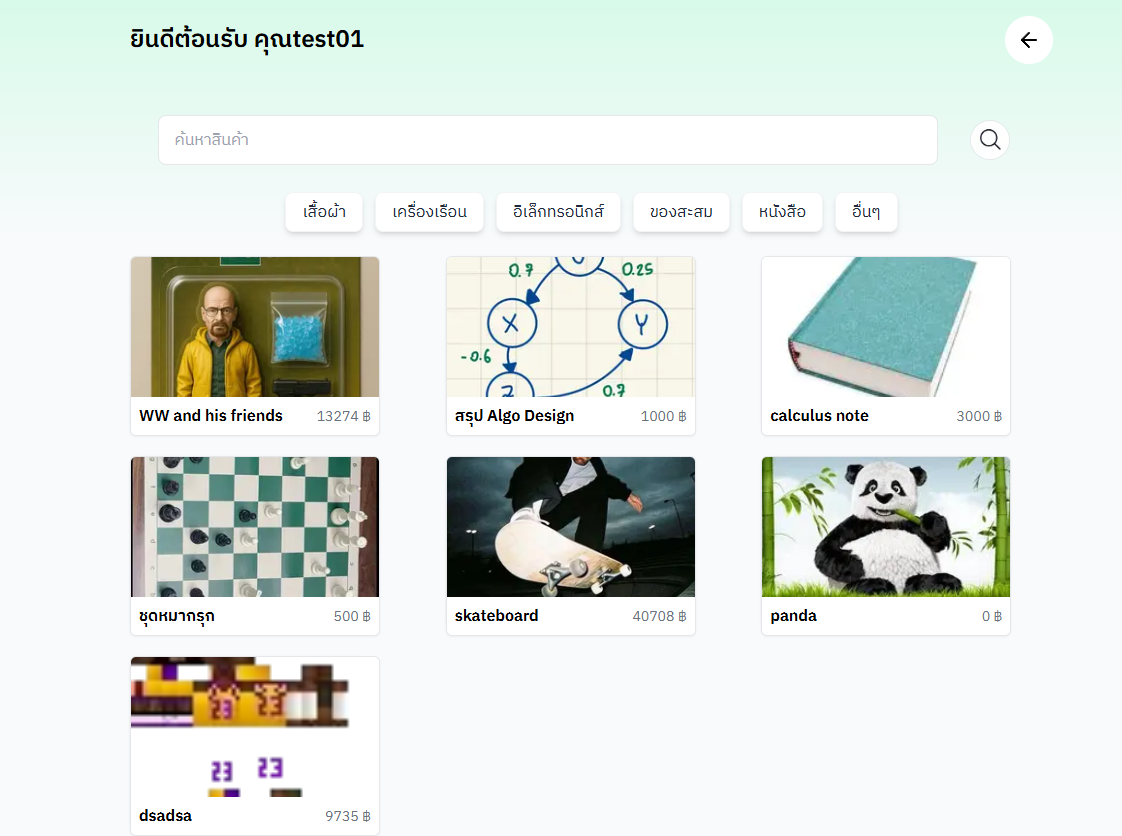 ยินดีต้อนรับ คุณtest01
ค้นหาสินค้า
เสื้อผ้า เครื่องเรือน อิเล็กทรอนิกส์ ของสะสม หนังสือ อื่นๆ
0.7 0.25
X Y
-0.6
Z 0.7
WW and his friends 13274 ฿
สรุป Algo Design 1000 ฿
calculus note 3000 ฿
ชุดหมากรุก 500 ฿
skateboard 40708 ฿
panda 0 ฿
23 23
23 23
dsadsa 9735 ฿